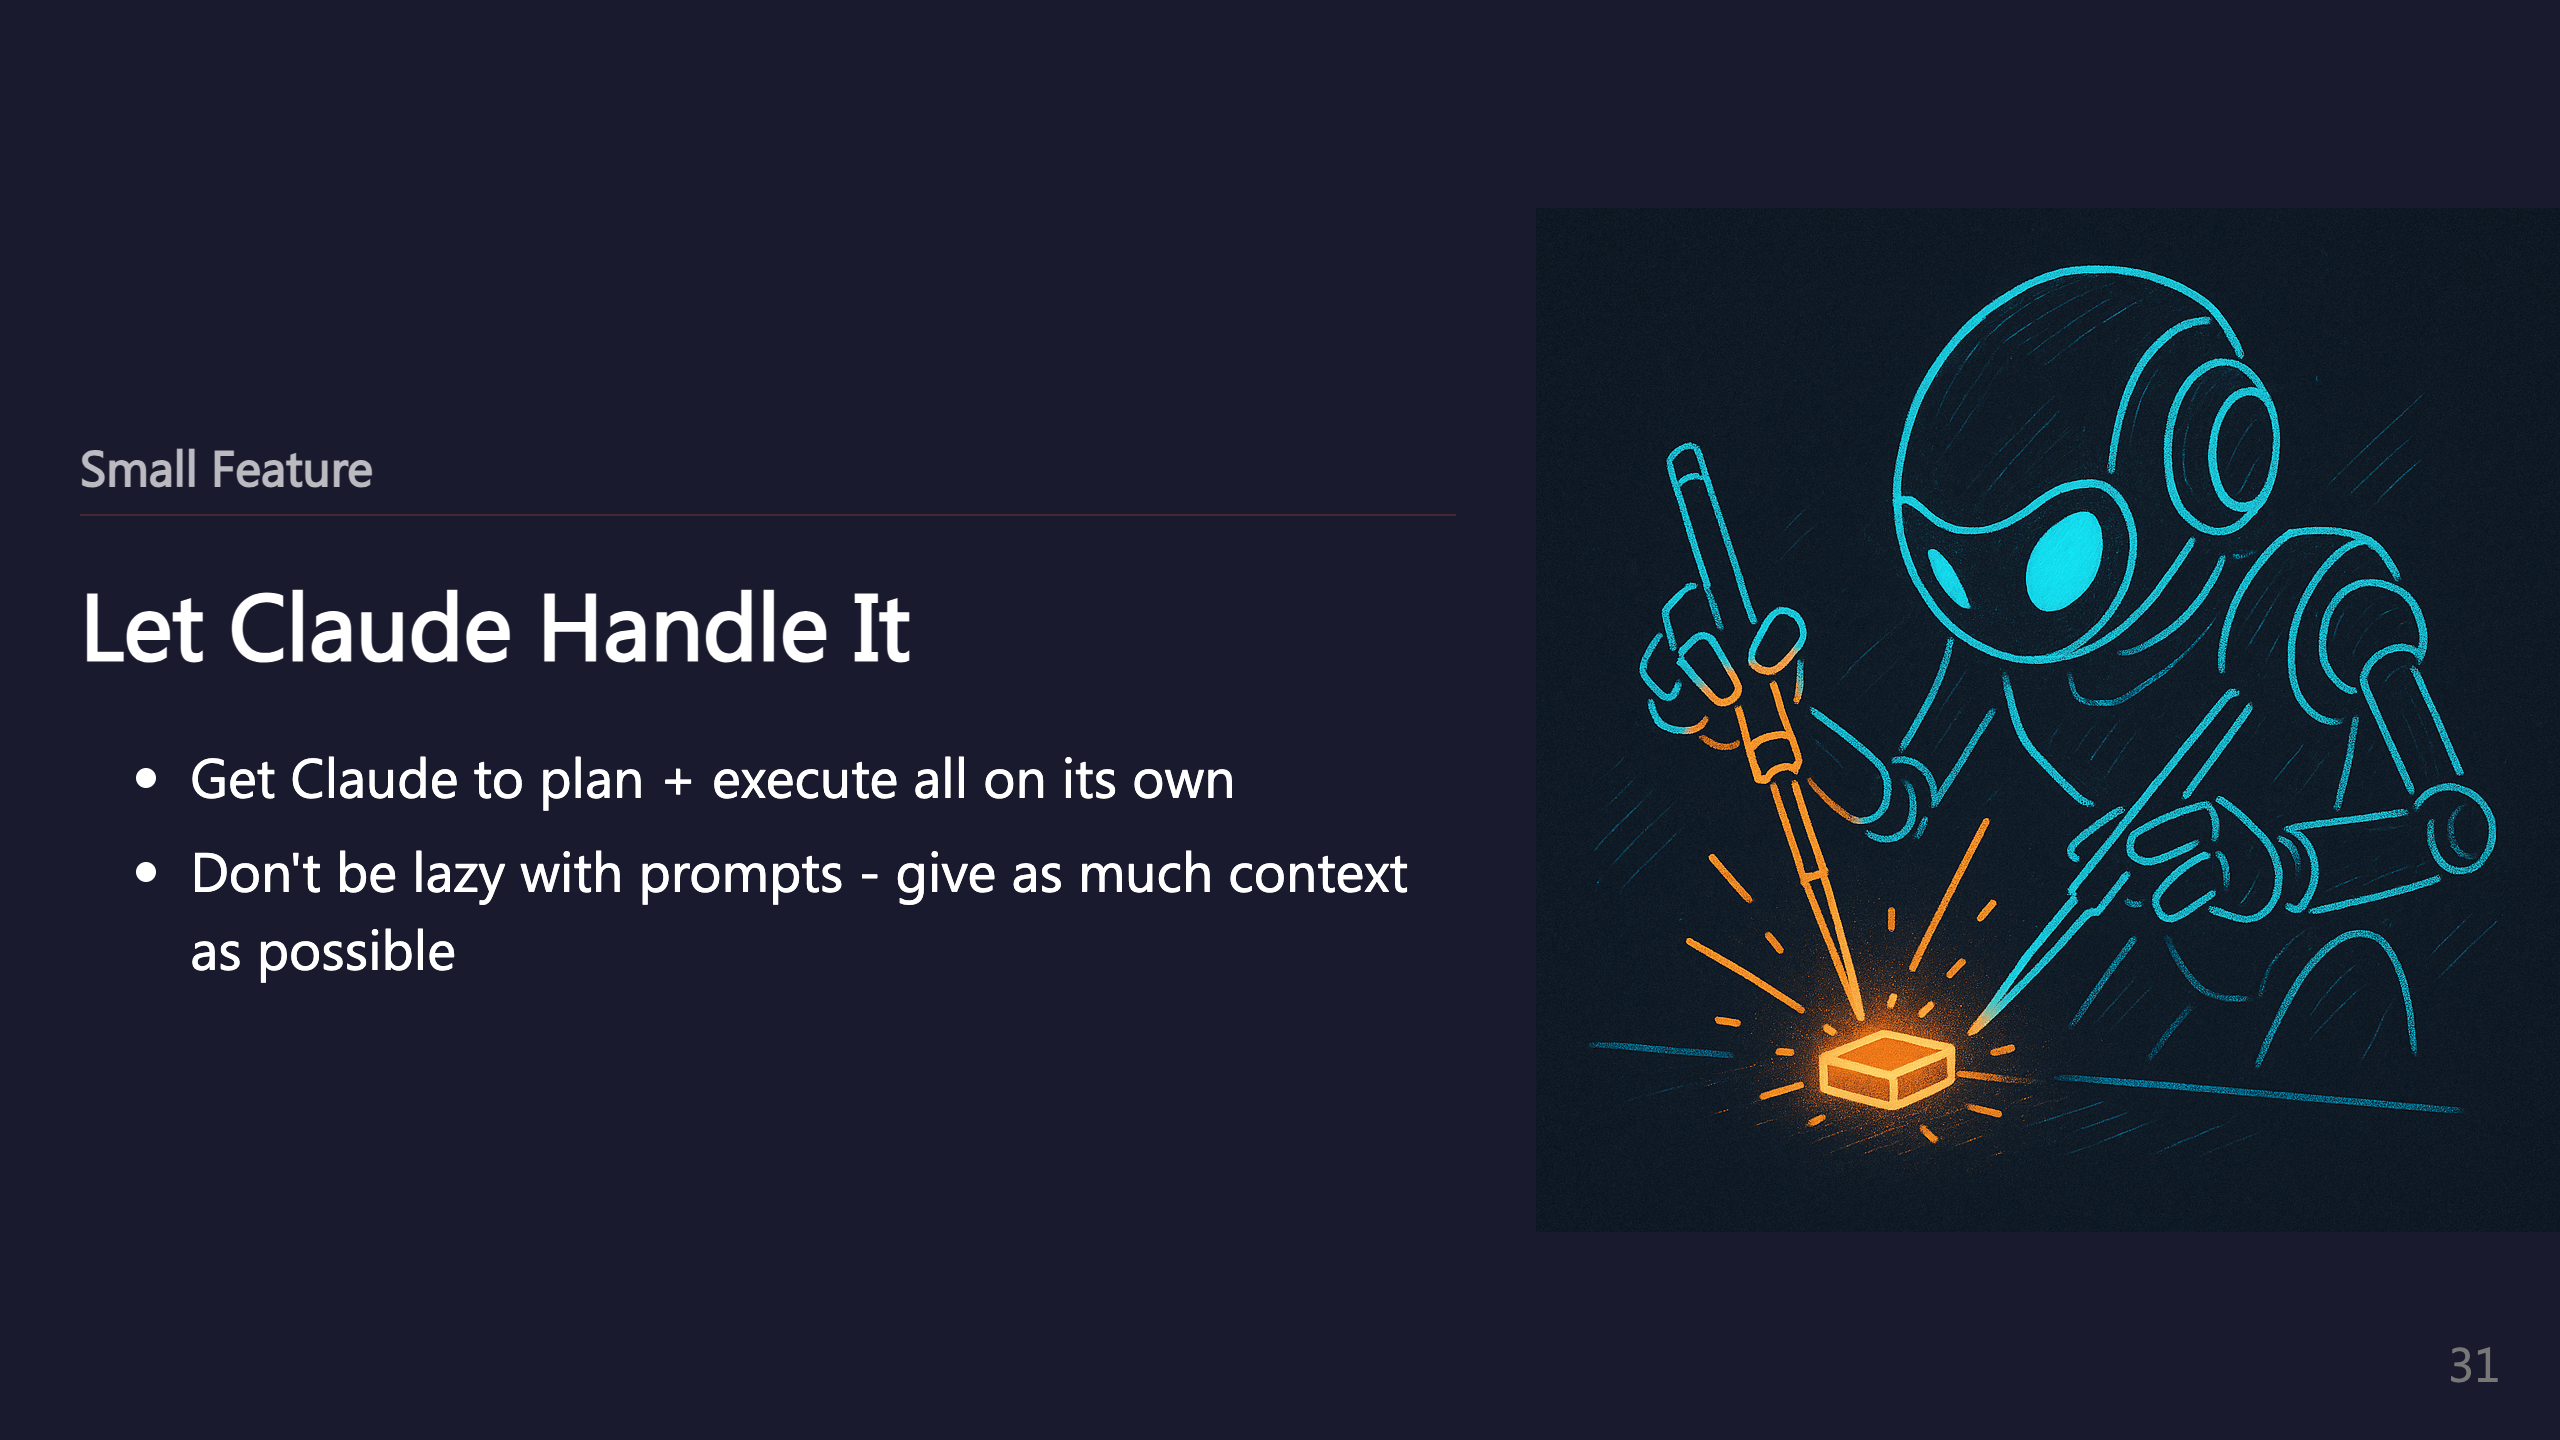 Small Feature
Let Claude Handle It
• Get Claude to plan + execute all on its own
• Don't be lazy with prompts - give as much context
as possible
31